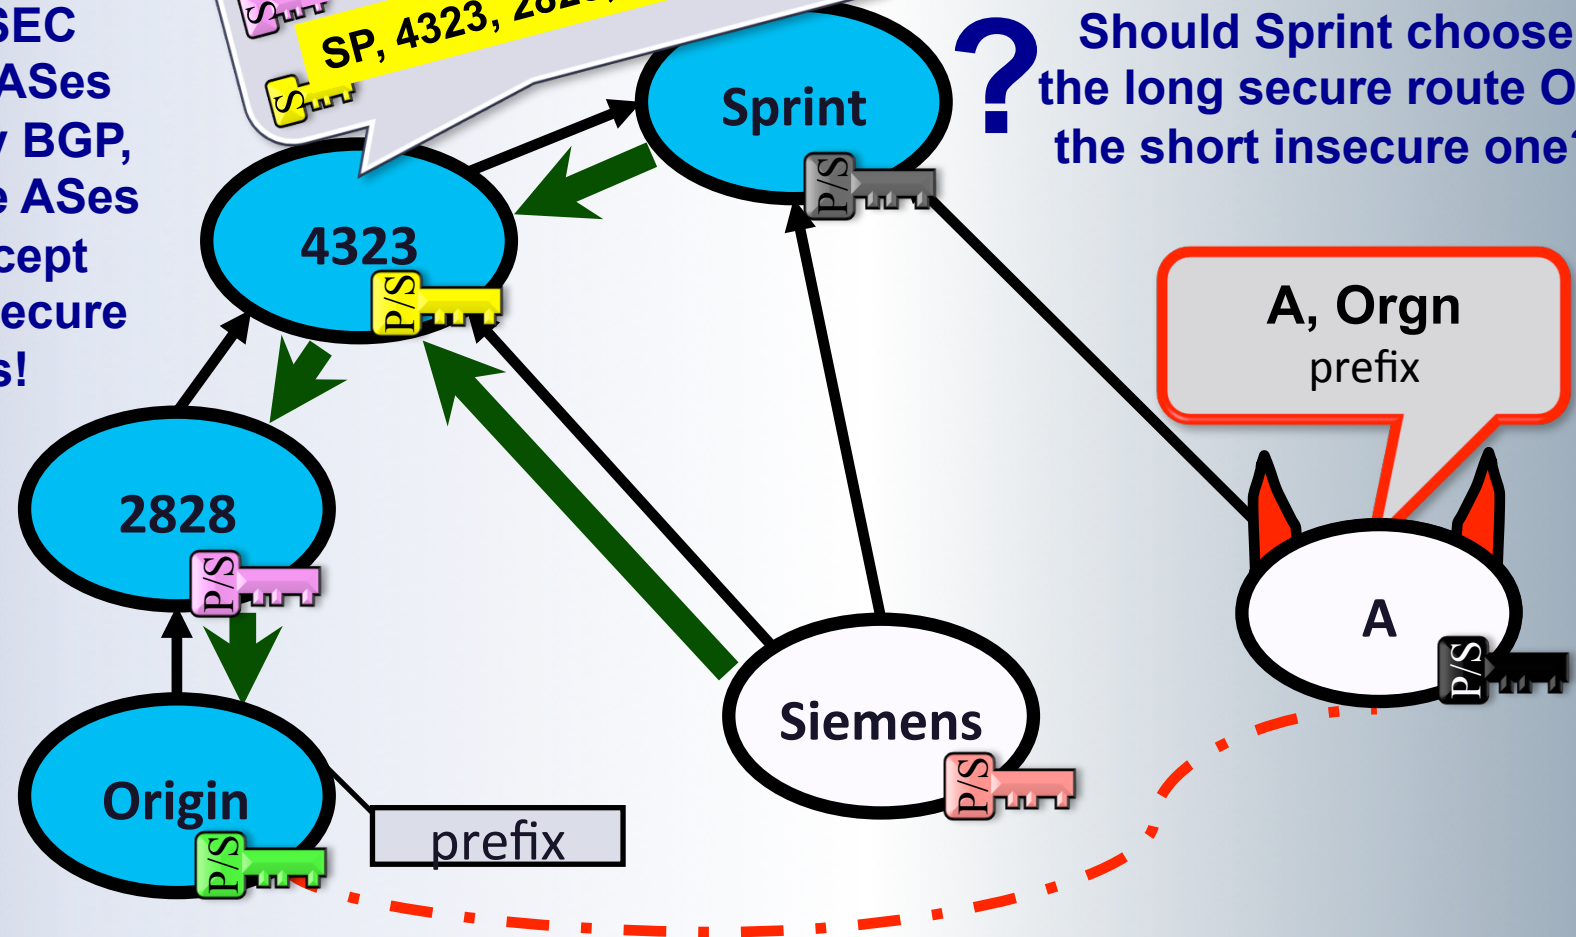 SEC
ASes
BGP,
ASes
cept
ecure
s!
S
SP, 4323, 2828,
S
Sprint
P/S
?
Should Sprint choose
the long secure route O
the short insecure one?
4323
P/S
A, Orgn
prefix
2828
P/S
A
P/S
Siemens
P/S
Origin
P/S
prefix